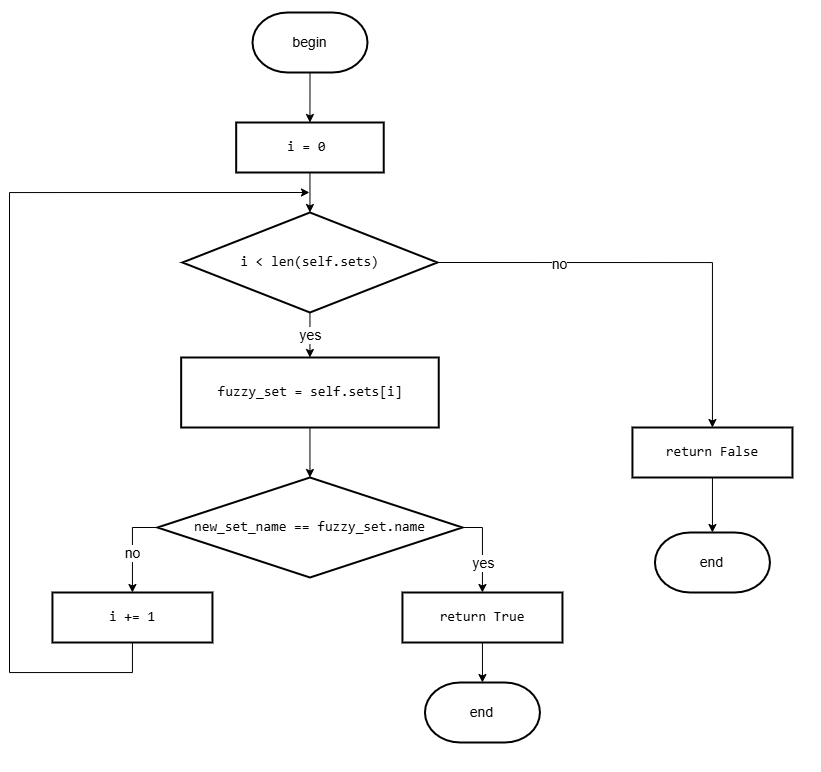 begin
i = 0
i < len(self.sets)
no
yes
fuzzy_set = self.sets[i]
return False
new_set_name == fuzzy_set.name
no
yes
end
i += 1
return True
end